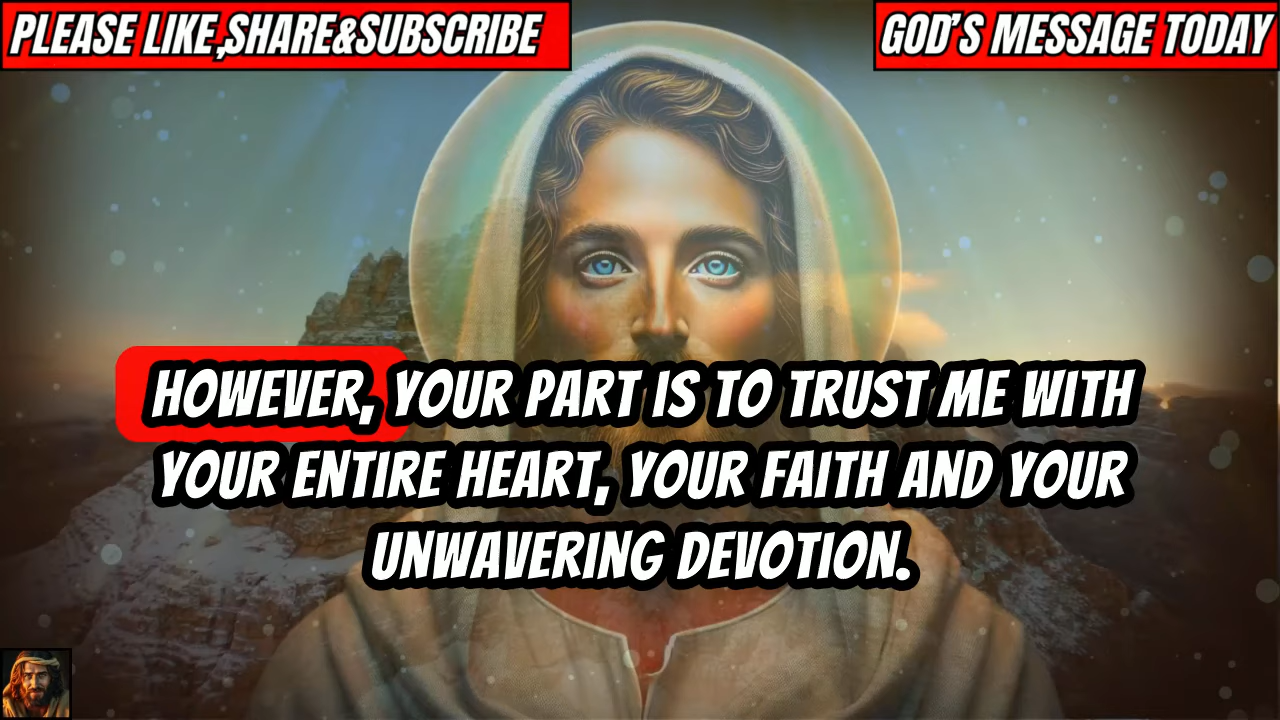 PLEASE LIKE,SHARE&SUBSCRIBE
GOD'S MESSAGE TODAY
HOWEVER, YOUR PART IS TO TRUST ME WITH
YOUR ENTIRE HEART, YOUR FAITH AND YOUR
UNWAVERING DEVOTION.